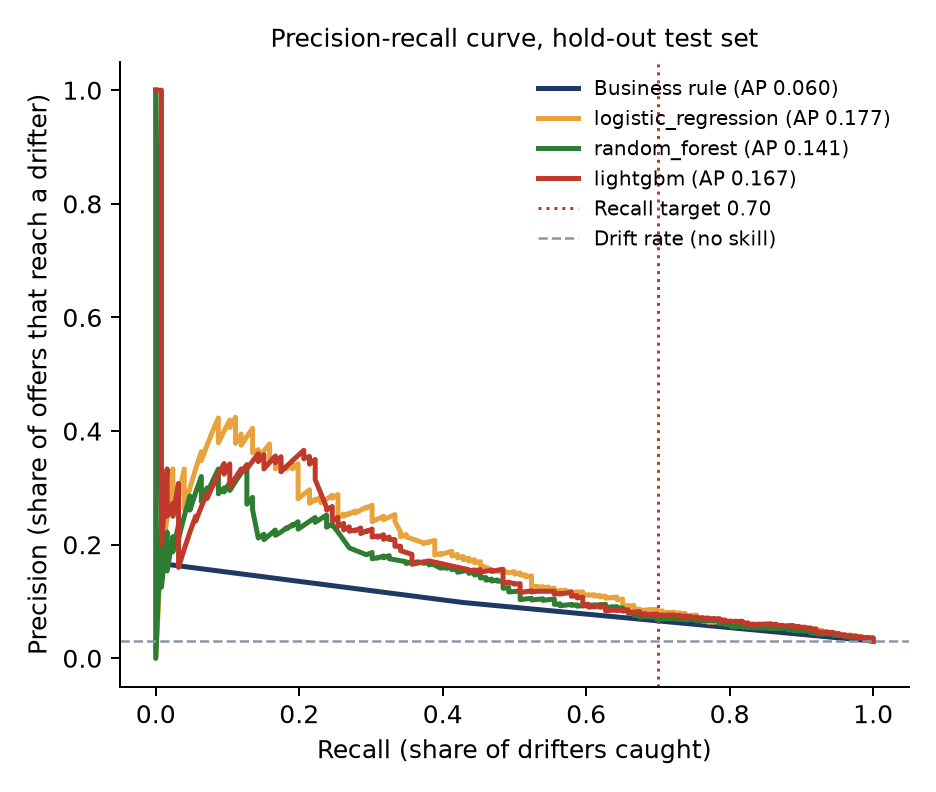 Precision-recall curve, hold-out test set
Precision (share of offers that reach a drifter)
1.0
0.8
0.6
0.4
0.2
0.0
Business rule (AP 0.060)
logistic_regression (AP 0.177)
random_forest (AP 0.141)
lightgbm (AP 0.167)
Recall target 0.70
Drift rate (no skill)
0.0 0.2 0.4 0.6 0.8 1.0
Recall (share of drifters caught)